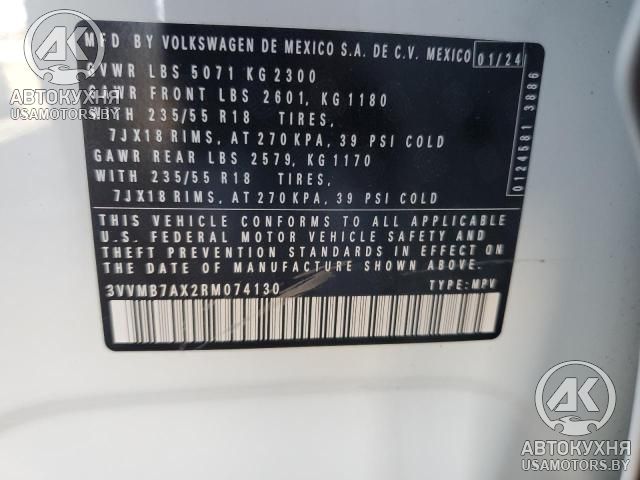 MFD BY VOLKSWAGEN DE MEXICO S.A. DE C.V. MEXICO 01/24
GVWR LBS 5071 KG 2300
GAWR FRONT LBS 2601, KG 1180
WITH 235/55 R18 TIRES,
7JX18 RIMS, AT 270 KPA, 39 PSI COLD
GAWR REAR LBS 2579, KG 1170
WITH 235/55 R18 TIRES,
7JX18 RIMS, AT 270 KPA, 39 PSI COLD
THIS VEHICLE CONFORMS TO ALL APPLICABLE
U.S. FEDERAL MOTOR VEHICLE SAFETY AND
THEFT PREVENTION STANDARDS IN EFFECT ON
THE DATE OF MANUFACTURE SHOWN ABOVE.
3VVMB7AX2RM074130 TYPE: MPV
0124581 3886
АК
АВТОКУХНЯ
USAMOTORS.BY
АК
АВТОКУХНЯ
USAMOTORS.BY